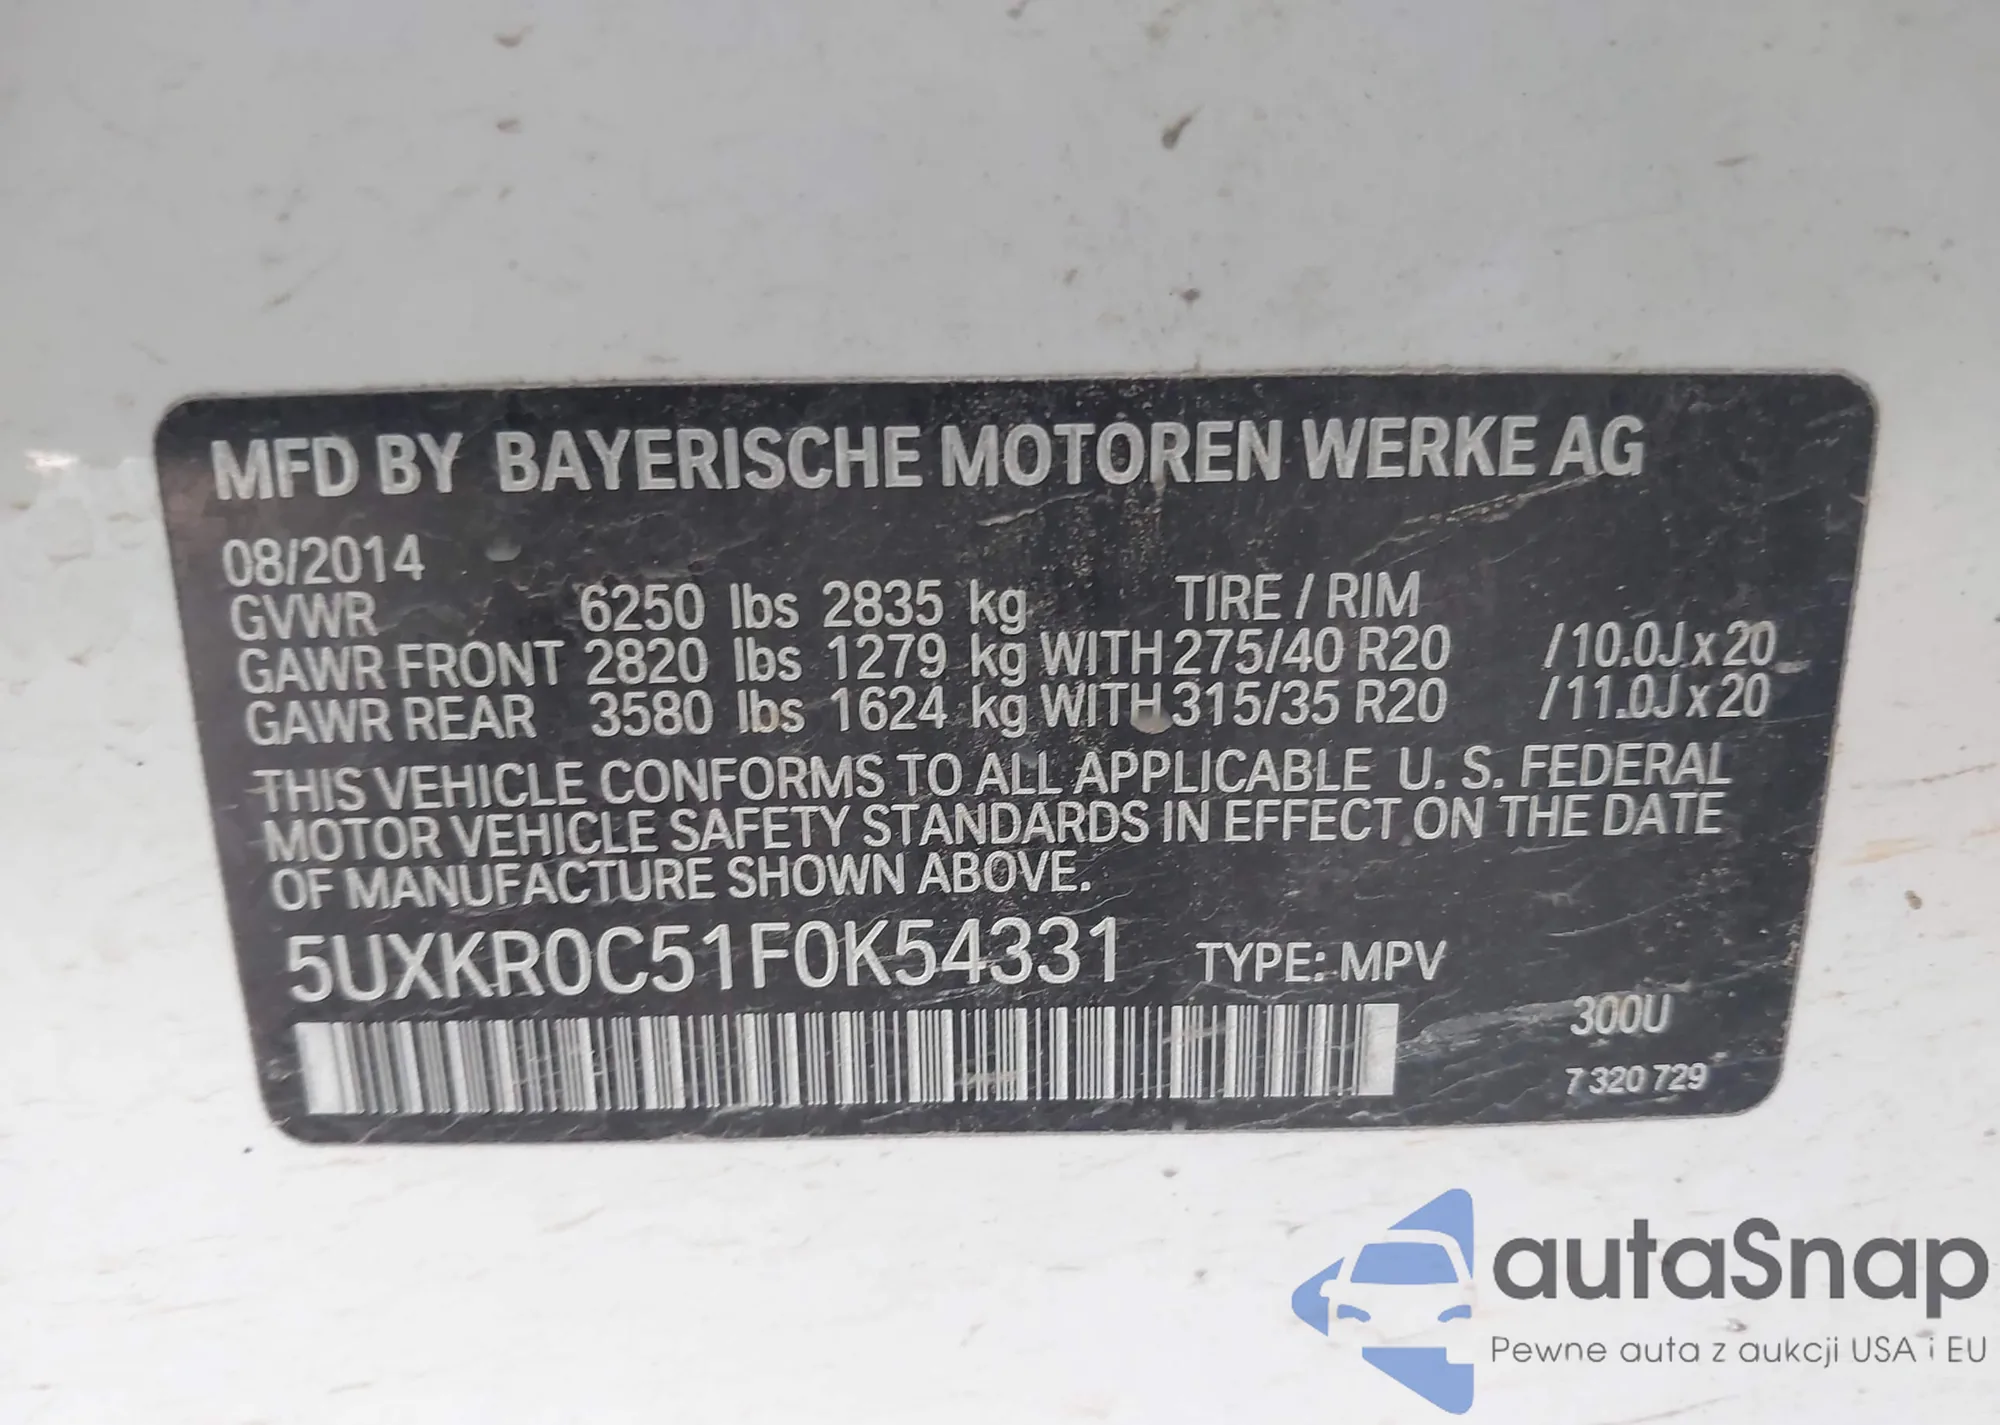 MFD BY BAYERISCHE MOTOREN WERKE AG
08/2014
GVWR 6250 lbs 2835 kg TIRE / RIM
GAWR FRONT 2820 lbs 1279 kg WITH 275/40 R20 /10.0J x 20
GAWR REAR 3580 lbs 1624 kg WITH 315/35 R20 /11.0J x 20
THIS VEHICLE CONFORMS TO ALL APPLICABLE U. S. FEDERAL
MOTOR VEHICLE SAFETY STANDARDS IN EFFECT ON THE DATE
OF MANUFACTURE SHOWN ABOVE.
5UXKR0C51F0K54331 TYPE: MPV
300U
7 320 729
autaSnap
Pewne auta z aukcji USA i EU